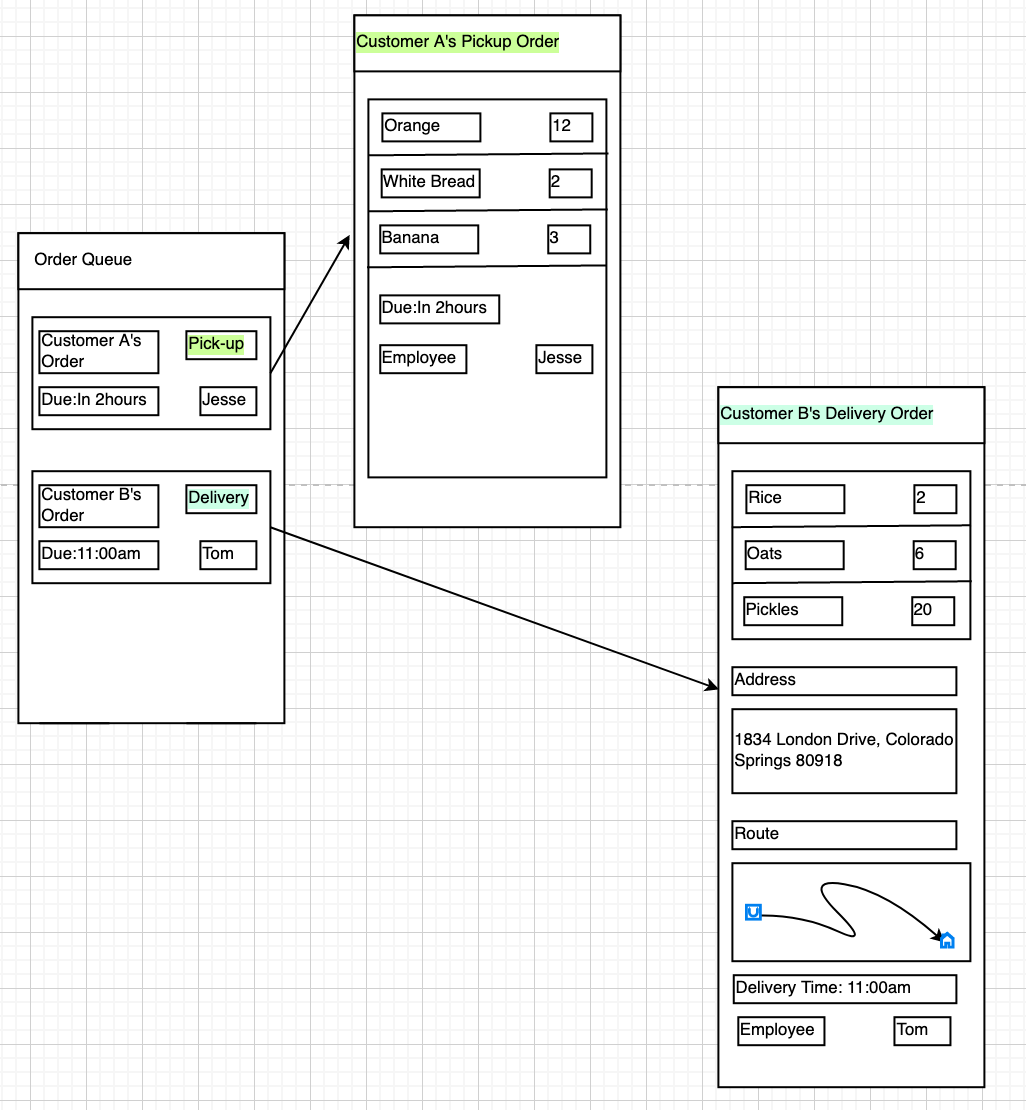 Order Queue
Customer A's
Order
Pick-up
Due:In 2hours
Jesse
Customer B's
Order
Delivery
Due:11:00am
Tom
Customer A's Pickup Order
Orange
12
White Bread
2
Banana
3
Due:In 2hours
Employee
Jesse
Customer B's Delivery Order
Rice
2
Oats
6
Pickles
20
Address
1834 London Drive, Colorado
Springs 80918
Route
Delivery Time: 11:00am
Employee
Tom